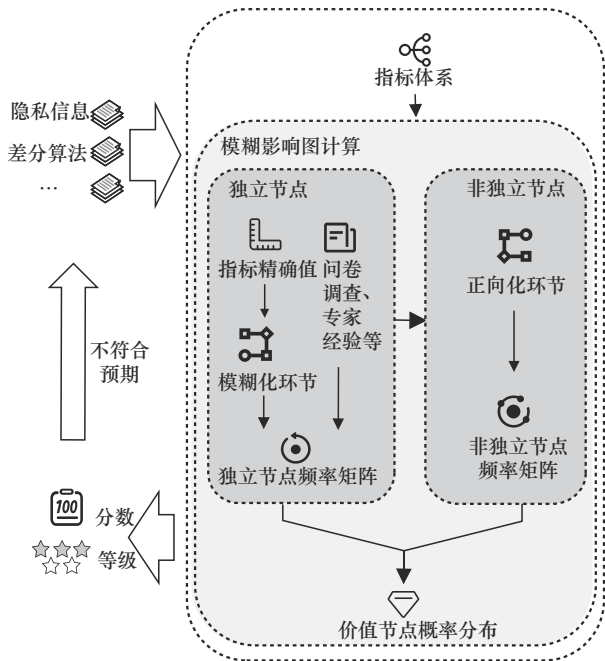 指标体系
隐私信息
差分算法
...
模糊影响图计算
独立节点
指标精确值
问卷
调查、
专家
经验等
模糊化环节
独立节点频率矩阵
非独立节点
正向化环节
非独立节点
频率矩阵
不符合
预期
100
分数
等级
价值节点概率分布